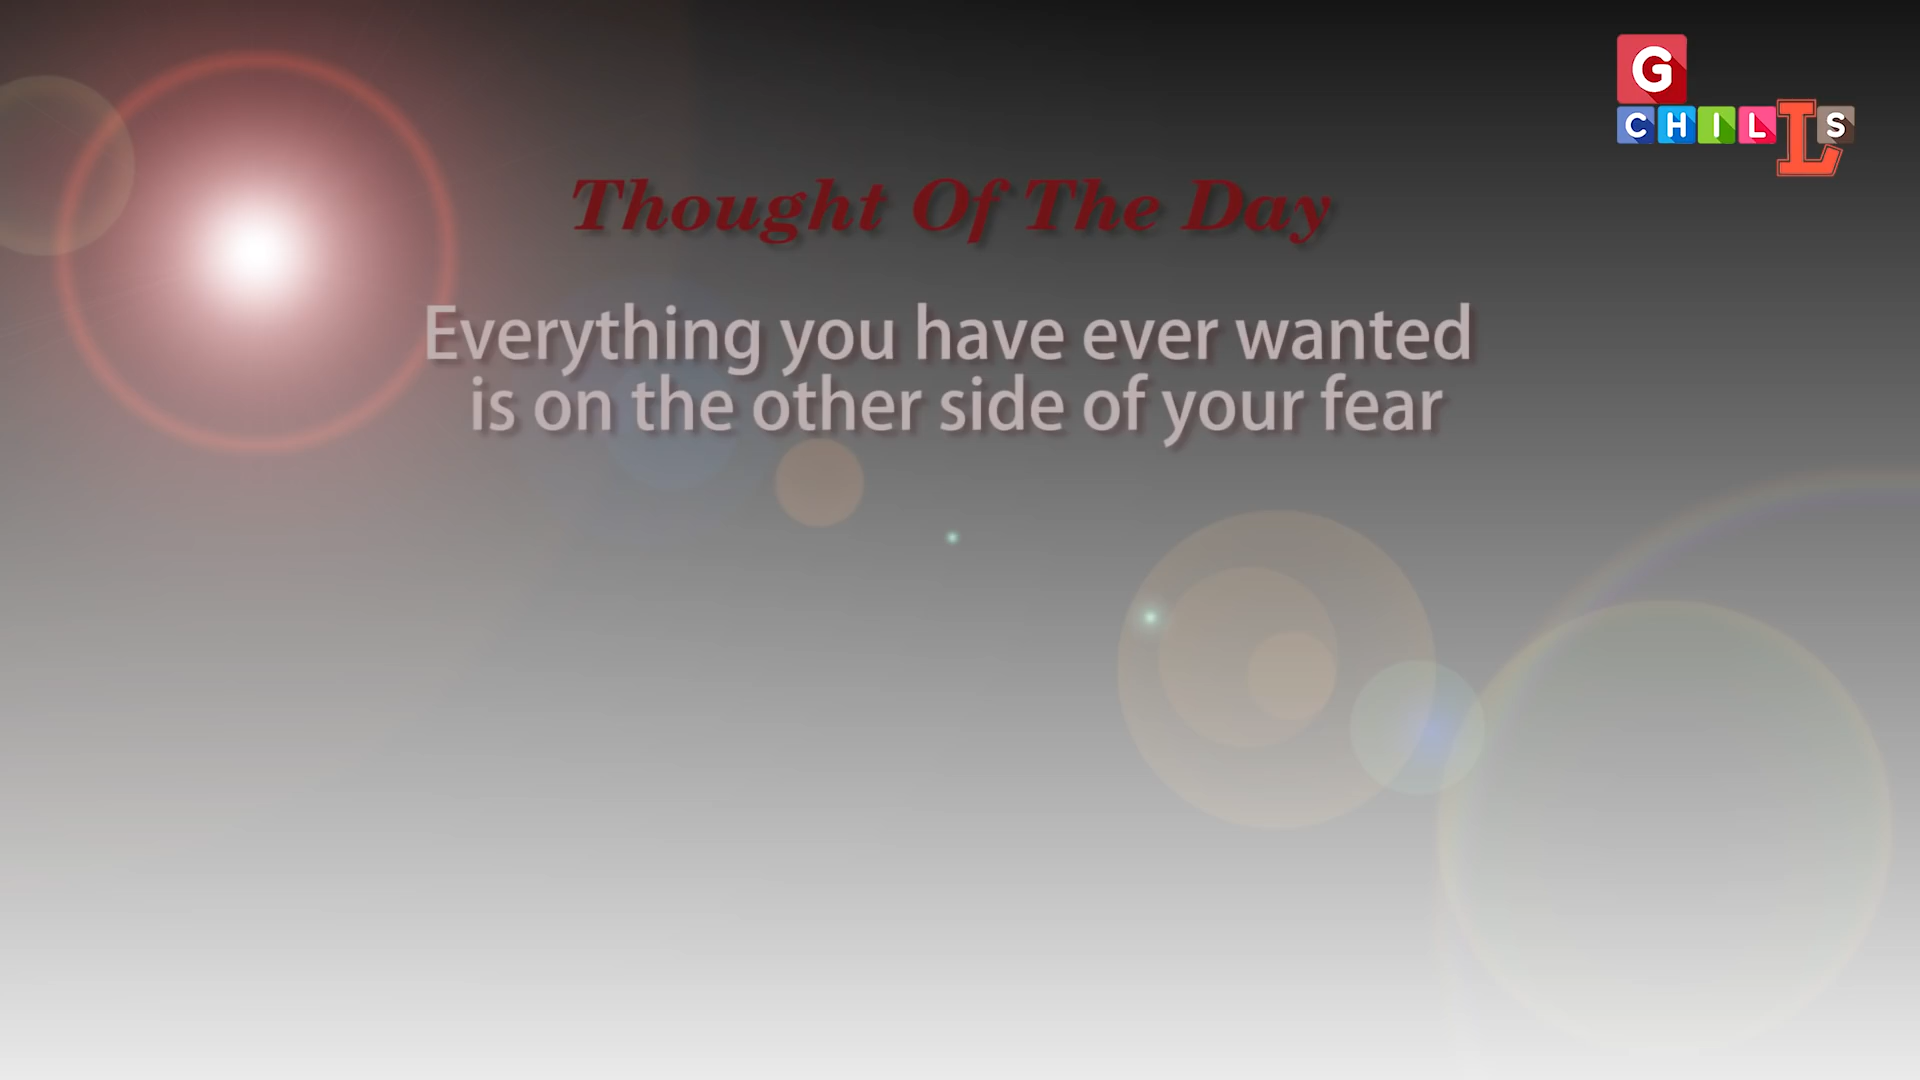 G
CHILLS
Thought Of The Day
Everything you have ever wanted
is on the other side of your fear